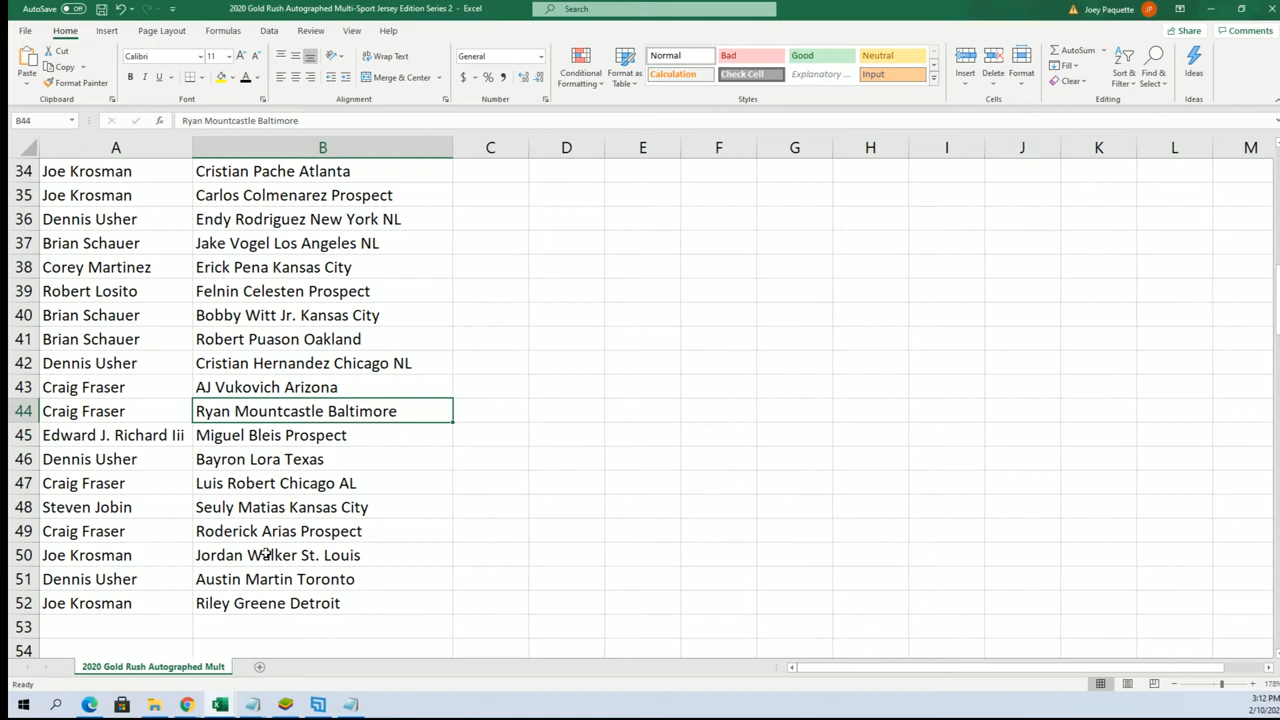 AutoSave Off 2020 Gold Rush Autographed Multi-Sport Jersey Edition Series 2 - Excel Search Joey Paquette JP
File Home Insert Page Layout Formulas Data Review View Help Share Comments
Paste Cut Copy Format Painter Clipboard
Calibri 11 B I U A Font
Wrap Text Merge & Center Alignment
General $ % Number
Conditional Formatting Format as Table
Normal Bad Good Neutral
Calculation Check Cell Explanatory ... Input
Styles
Insert Delete Format Cells
AutoSum Fill Clear Sort & Filter Find & Select Editing
Ideas Ideas
B44 fx Ryan Mountcastle Baltimore
A B C D E F G H I J K L M
34 Joe Krosman Cristian Pache Atlanta
35 Joe Krosman Carlos Colmenarez Prospect
36 Dennis Usher Endy Rodriguez New York NL
37 Brian Schauer Jake Vogel Los Angeles NL
38 Corey Martinez Erick Pena Kansas City
39 Robert Losito Felnin Celesten Prospect
40 Brian Schauer Bobby Witt Jr. Kansas City
41 Brian Schauer Robert Puason Oakland
42 Dennis Usher Cristian Hernandez Chicago NL
43 Craig Fraser AJ Vukovich Arizona
44 Craig Fraser Ryan Mountcastle Baltimore
45 Edward J. Richard Iii Miguel Bleis Prospect
46 Dennis Usher Bayron Lora Texas
47 Craig Fraser Luis Robert Chicago AL
48 Steven Jobin Seuly Matias Kansas City
49 Craig Fraser Roderick Arias Prospect
50 Joe Krosman Jordan Walker St. Louis
51 Dennis Usher Austin Martin Toronto
52 Joe Krosman Riley Greene Detroit
53
54
2020 Gold Rush Autographed Mult
Ready 178%
3:12 PM
2/10/202